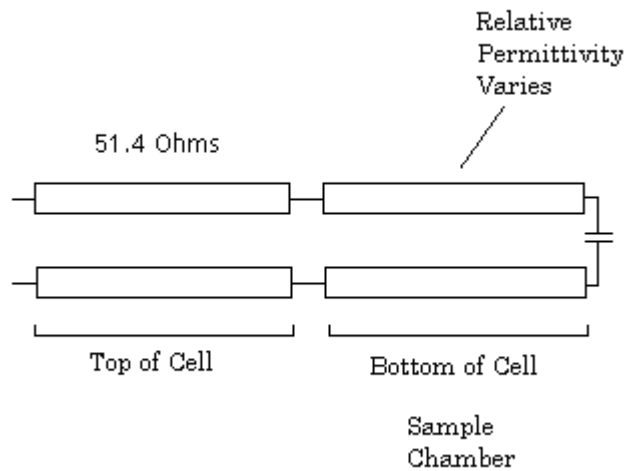 Relative
Permittivity
Varies
51.4 Ohms
Top of Cell
Bottom of Cell
Sample
Chamber